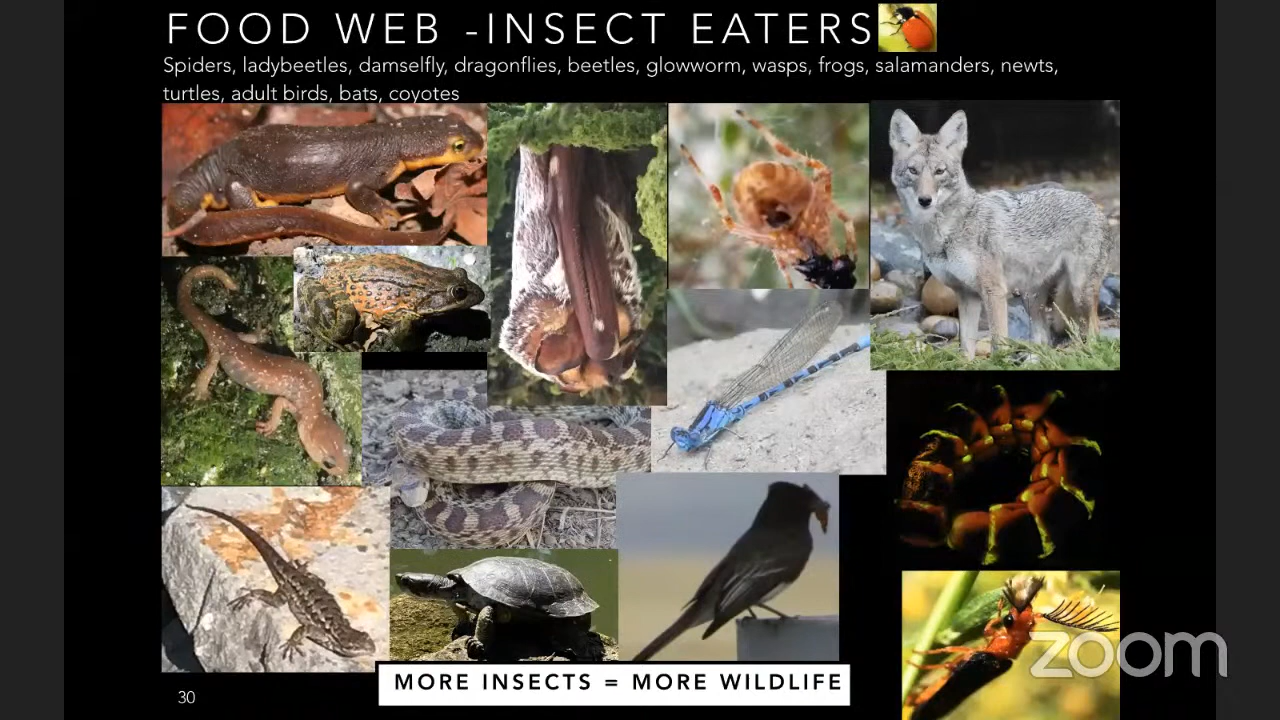 FOOD WEB -INSECT EATERS
Spiders, ladybeetles, damselfly, dragonflies, beetles, glowworm, wasps, frogs, salamanders, newts,
turtles, adult birds, bats, coyotes
MORE INSECTS = MORE WILDLIFE
zoom
30